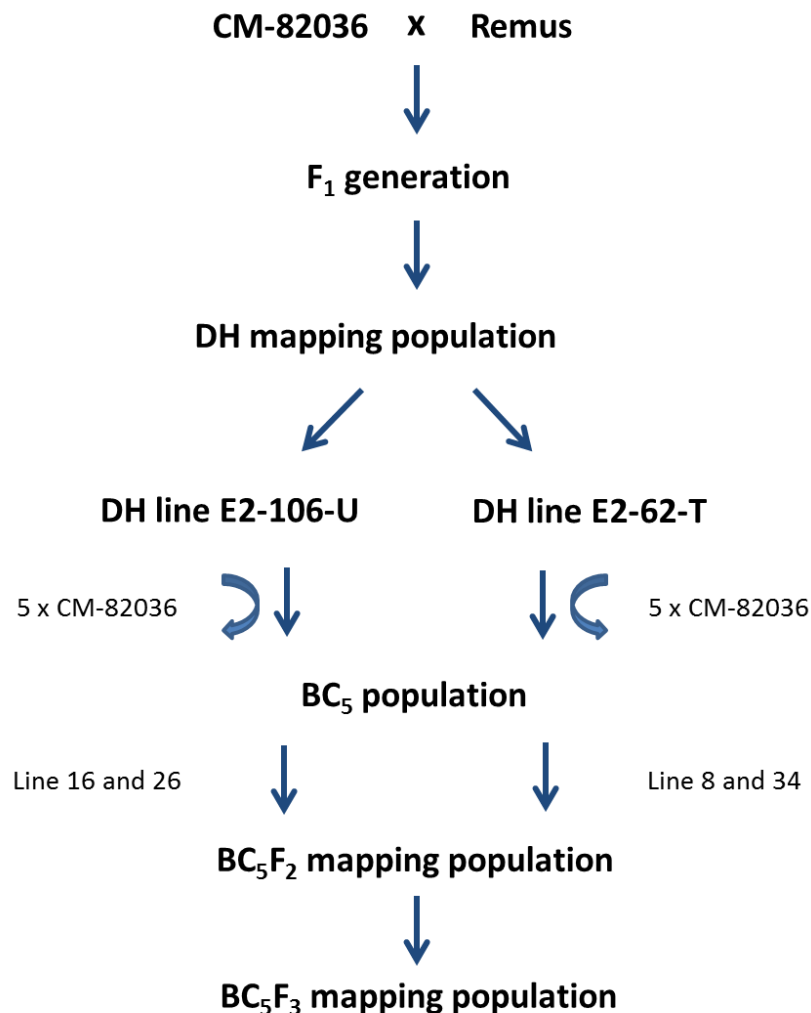 CM-82036 x Remus
F₁ generation
DH mapping population
DH line E2-106-U DH line E2-62-T
5 x CM-82036 5 x CM-82036
BC₅ population
Line 16 and 26 Line 8 and 34
BC₅F₂ mapping population
BC₅F₃ mapping population